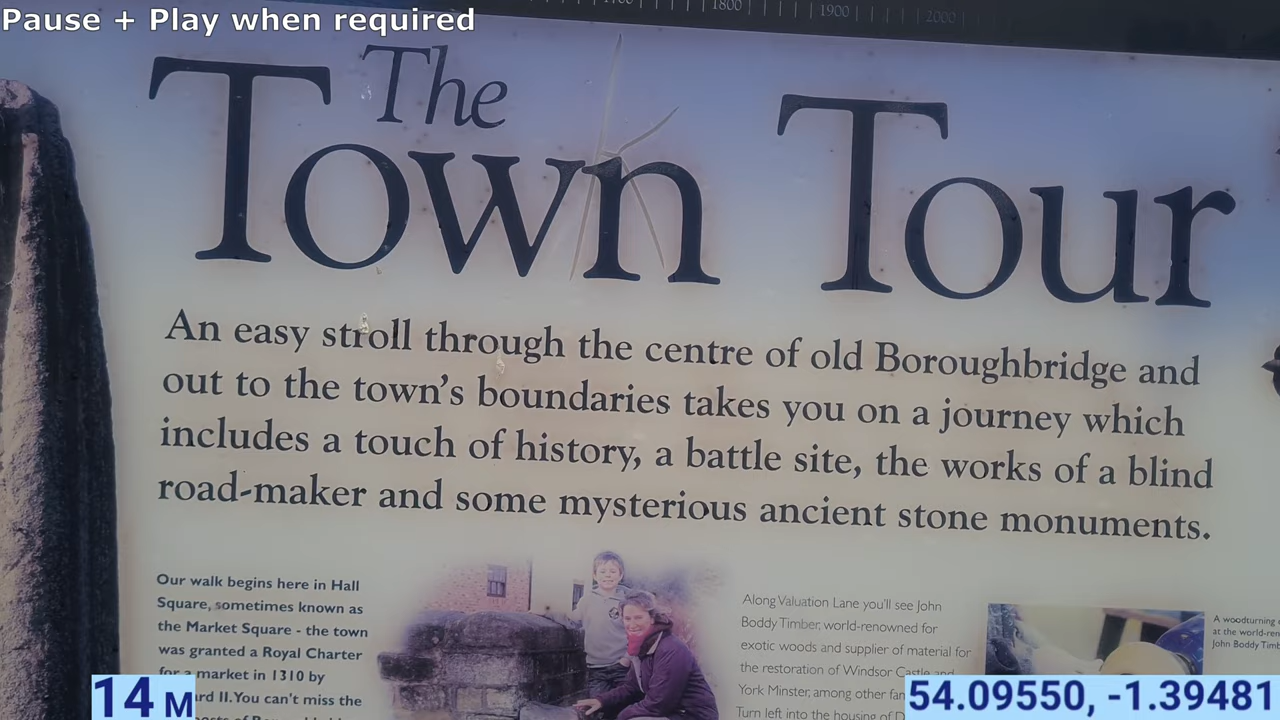 Pause + Play when required
1800 1900 2000
The
Town Tour
An easy stroll through the centre of old Boroughbridge and
out to the town's boundaries takes you on a journey which
includes a touch of history, a battle site, the works of a blind
road-maker and some mysterious ancient stone monuments.
Our walk begins here in Hall
Square, sometimes known as
the Market Square - the town
was granted a Royal Charter
for a market in 1310 by
II. You can't miss the
Along Valuation Lane you'll see John
Boddy Timber, world-renowned for
exotic woods and supplier of material for
the restoration of Windsor Castle and
York Minster, among other
Turn left into the housing of
A woodturning
at the
John Boddy
14 M
54.09550, -1.39481